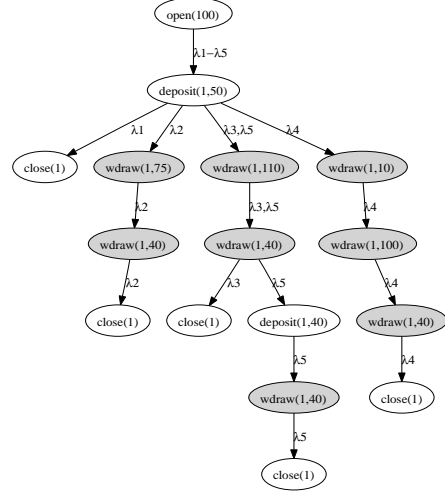 open(100)
λ1−λ5
deposit(1,50)
λ1
λ2
λ3,λ5
λ4
close(1)
wdraw(1,75)
wdraw(1,110)
wdraw(1,10)
λ2
λ3,λ5
λ4
wdraw(1,40)
wdraw(1,40)
wdraw(1,100)
λ2
λ3
λ5
λ4
close(1)
close(1)
deposit(1,40)
wdraw(1,40)
λ5
λ4
wdraw(1,40)
close(1)
λ5
close(1)